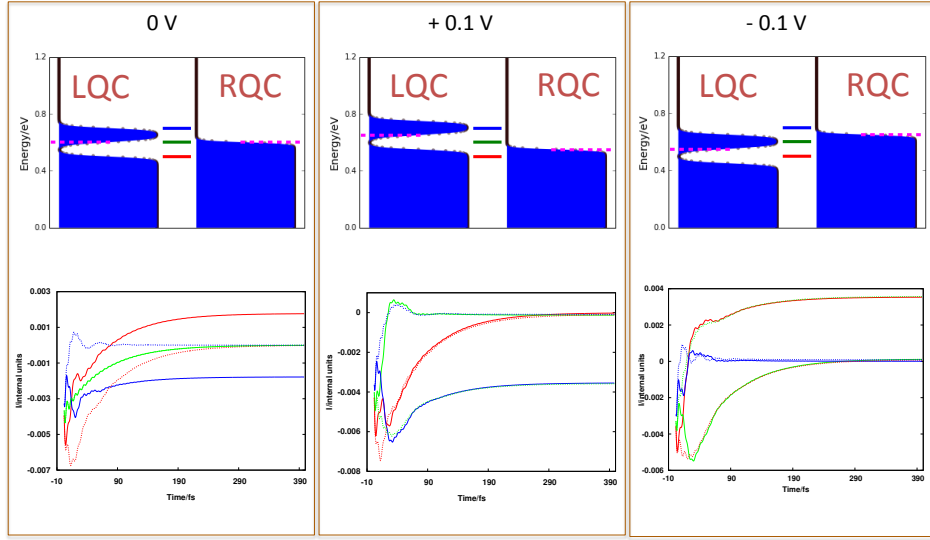 0 V
+ 0.1 V
- 0.1 V
1.2
0.8
0.4
0.0
Energy/eV
LQC
RQC
1.2
0.8
0.4
0.0
Energy/eV
LQC
RQC
1.2
0.8
0.4
0.0
Energy/eV
LQC
RQC
0.003
0.001
-0.001
-0.003
-0.005
-0.007
I/internal units
-10
90
190
290
390
Time/fs
0
-0.002
-0.004
-0.006
-0.008
I/internal units
-10
90
190
290
390
Time/fs
0.004
0.002
0
-0.002
-0.004
-0.006
I/internal units
-10
90
190
290
390
Time/fs